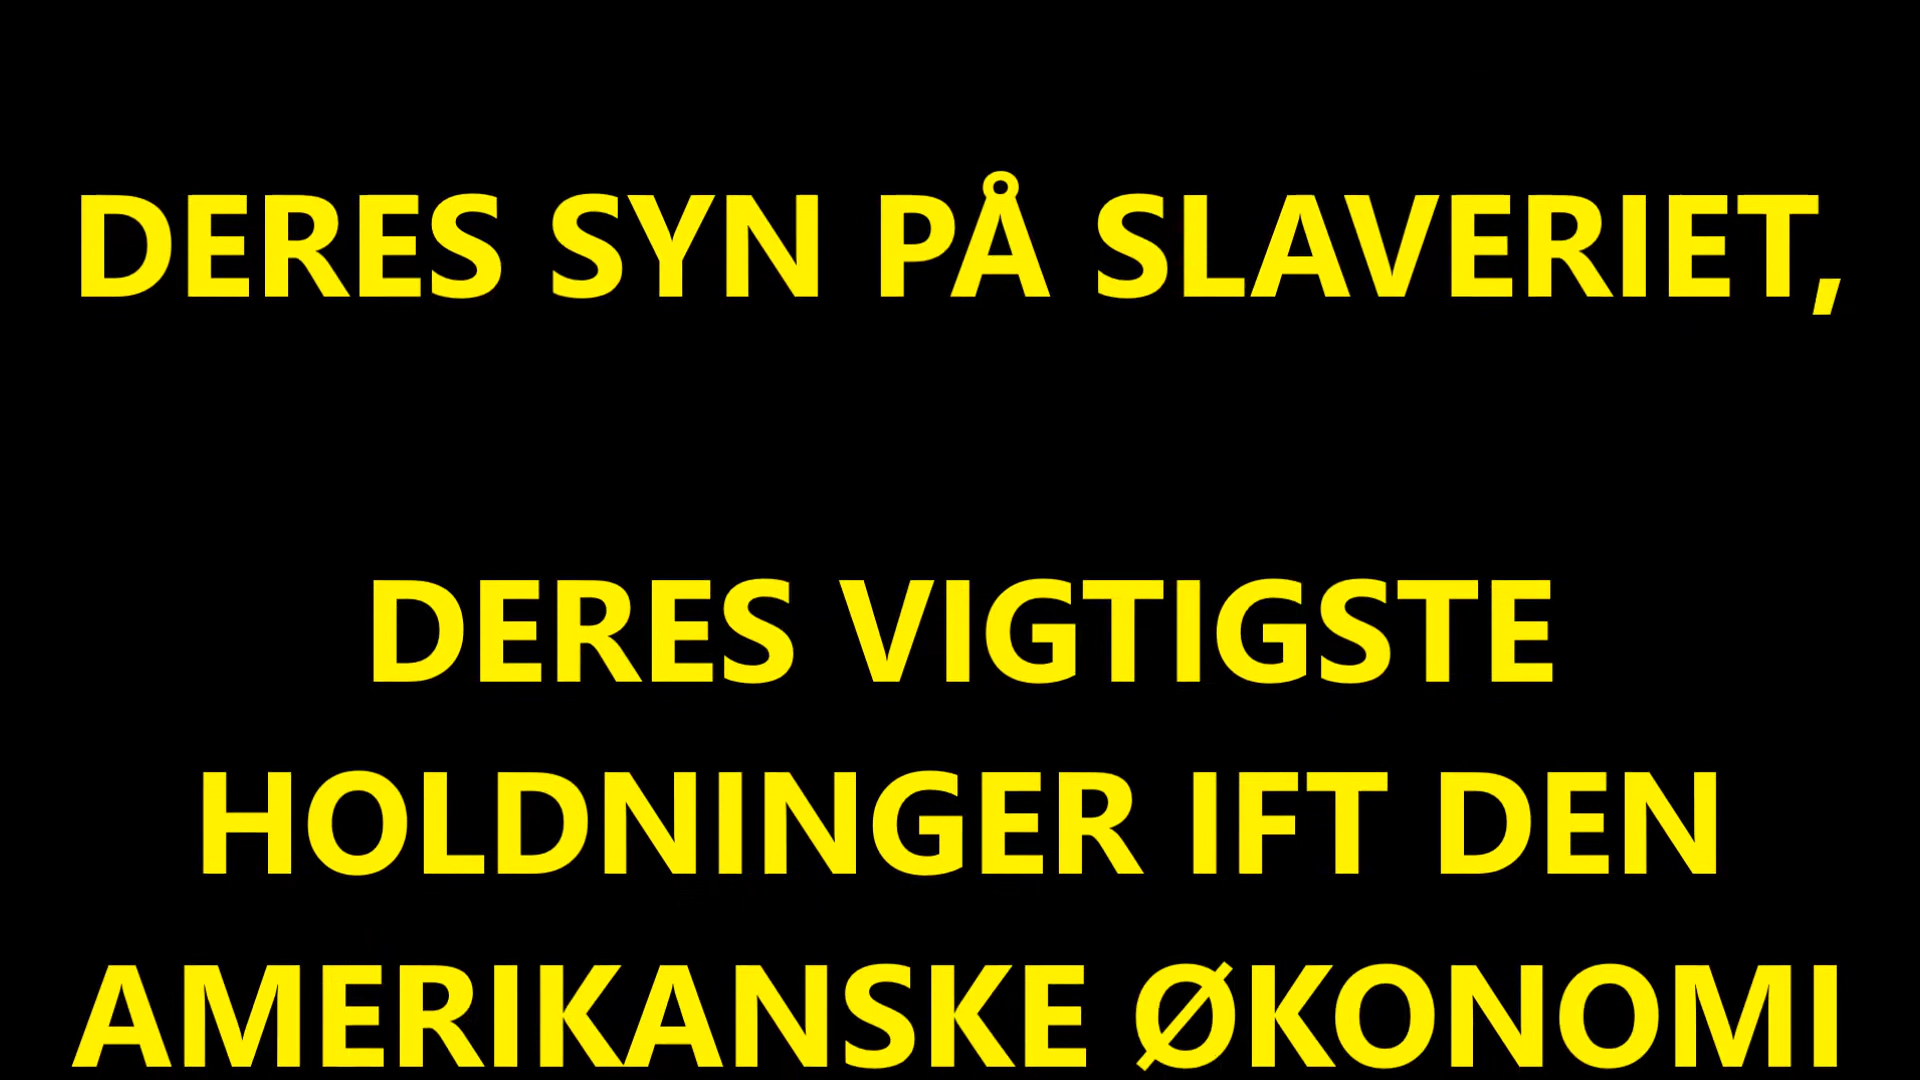 DERES SYN PÅ SLAVERIET,
DERES VIGTIGSTE
HOLDNINGER IFT DEN
AMERIKANSKE ØKONOMI